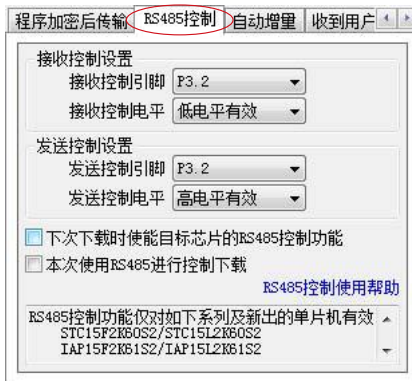 程序加密后传输 RS485控制 自动增量 收到用户
接收控制设置
接收控制引脚 P3.2
接收控制电平 低电平有效
发送控制设置
发送控制引脚 P3.2
发送控制电平 高电平有效
下次下载时使能目标芯片的RS485控制功能
本次使用RS485进行控制下载
RS485控制使用帮助
RS485控制功能仅对如下系列及新出的单片机有效
STC15F2K60S2/STC15L2K60S2
IAP15F2K61S2/IAP15L2K61S2